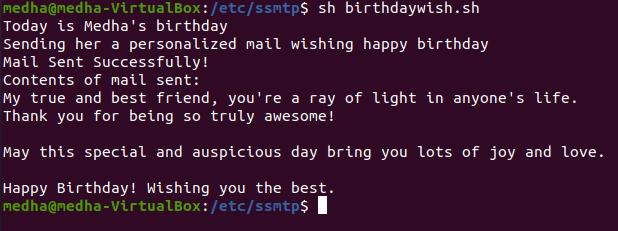 medha@medha-VirtualBox:/etc/ssmtp$ sh birthdaywish.sh
Today is Medha's birthday
Sending her a personalized mail wishing happy birthday
Mail Sent Successfully!
Contents of mail sent:
My true and best friend, you're a ray of light in anyone's life.
Thank you for being so truly awesome!
May this special and auspicious day bring you lots of joy and love.
Happy Birthday! Wishing you the best.
medha@medha-VirtualBox:/etc/ssmtp$